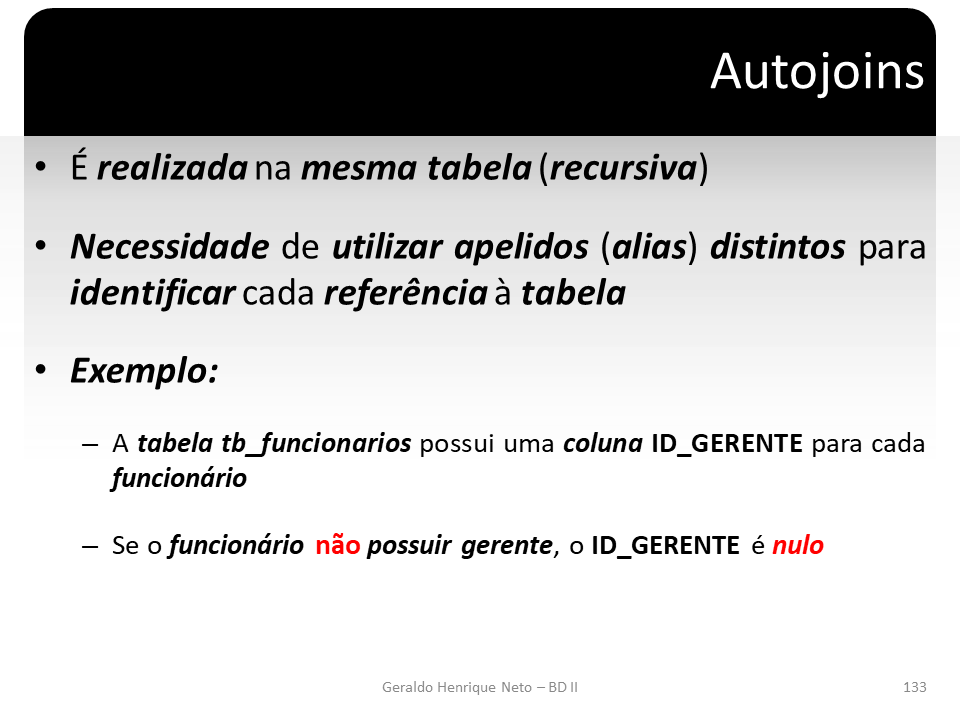 Autojoins
• É realizada na mesma tabela (recursiva)
• Necessidade de utilizar apelidos (alias) distintos para
identificar cada referência à tabela
• Exemplo:
– A tabela tb_funcionarios possui uma coluna ID_GERENTE para cada
funcionário
– Se o funcionário não possuir gerente, o ID_GERENTE é nulo
Geraldo Henrique Neto – BD II
133